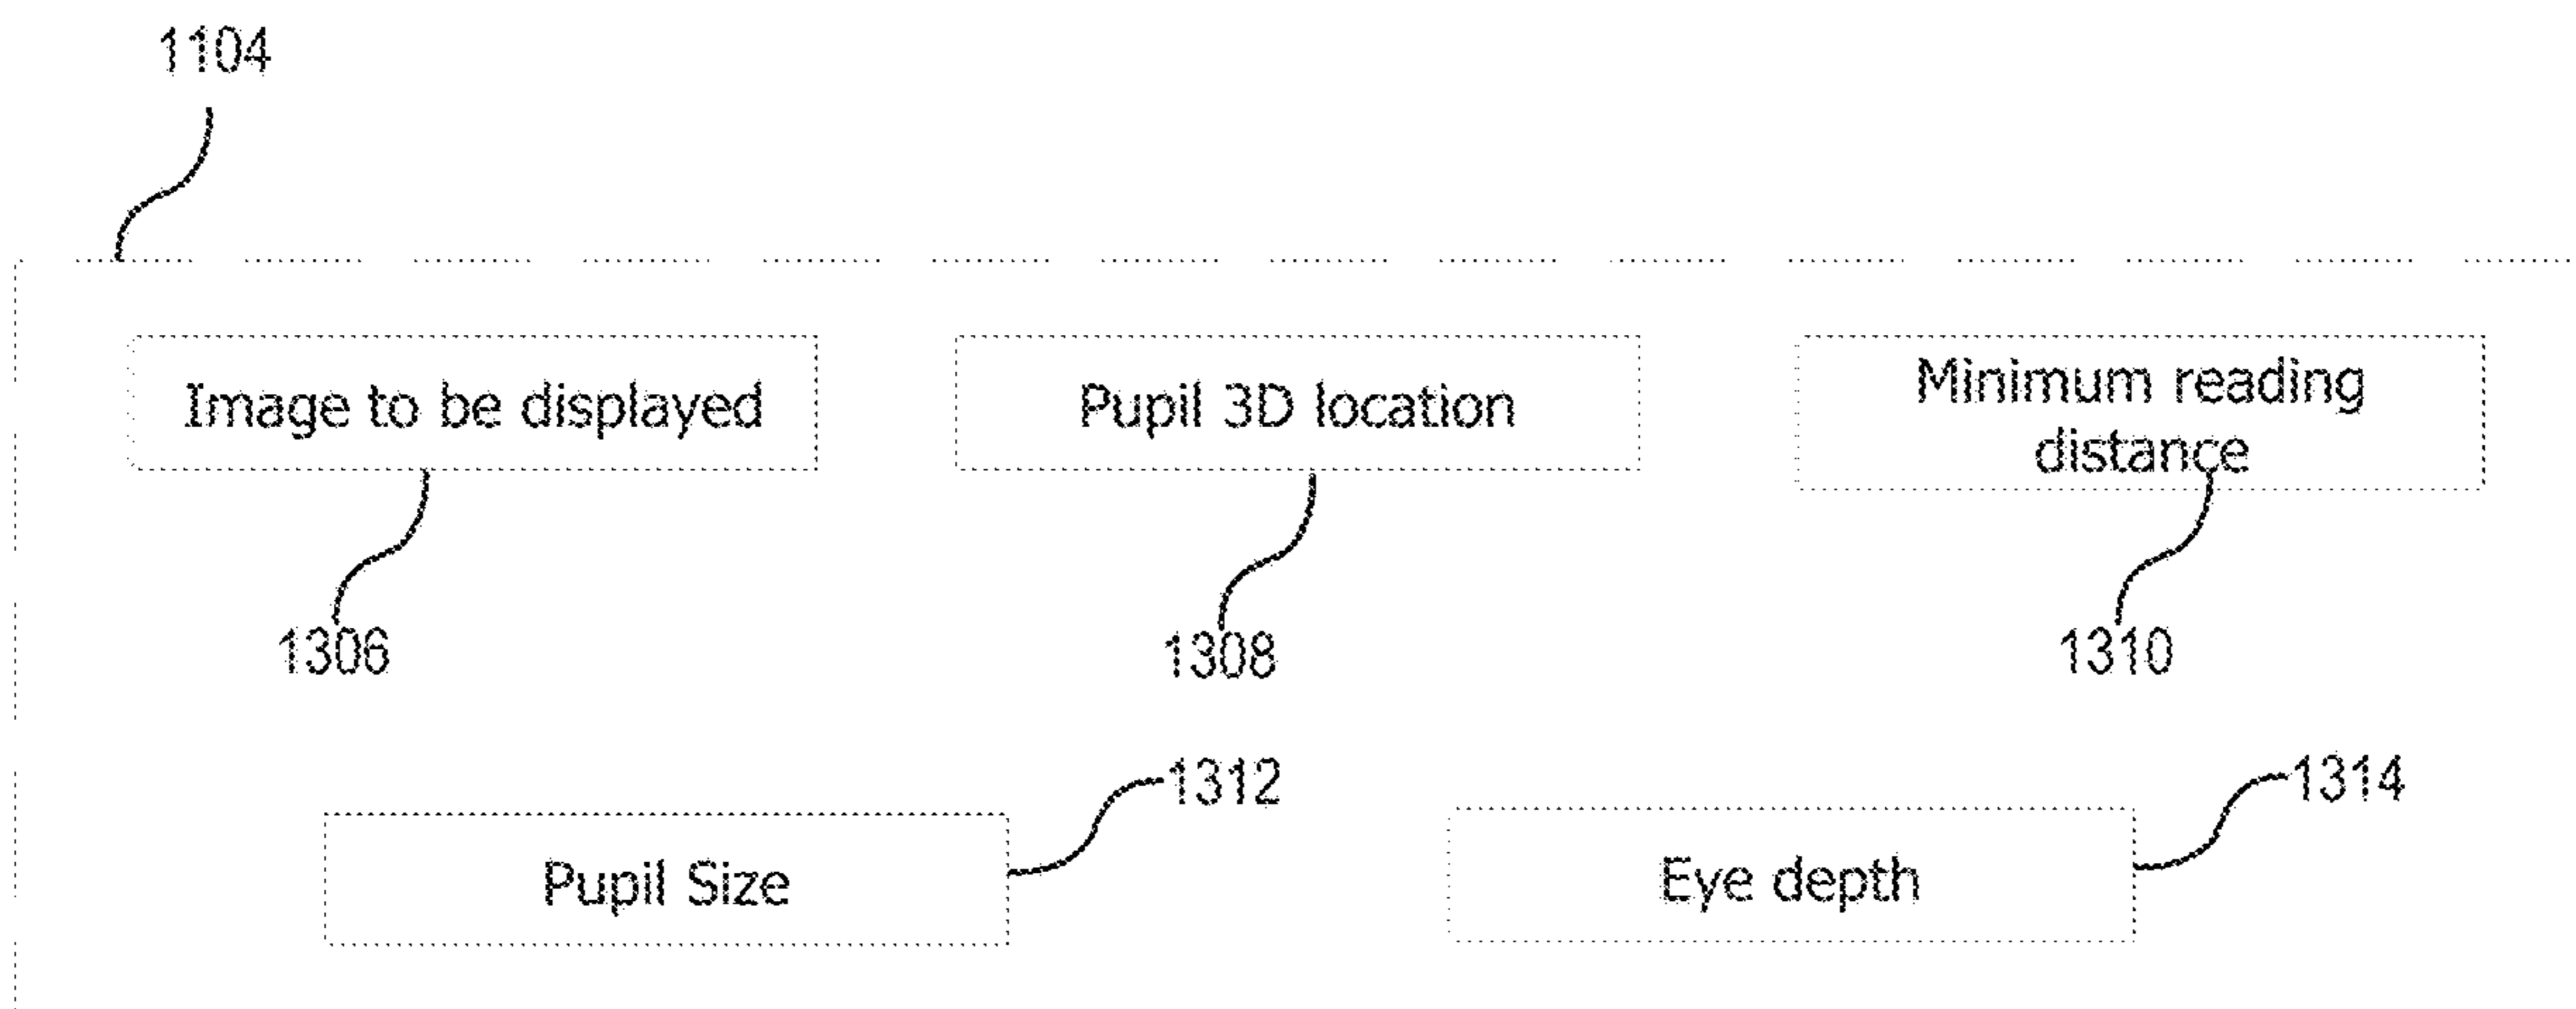 1104
Image to be displayed
Pupil 3D location
Minimum reading
distance
1306
1308
1310
1312
1314
Pupil Size
Eye depth